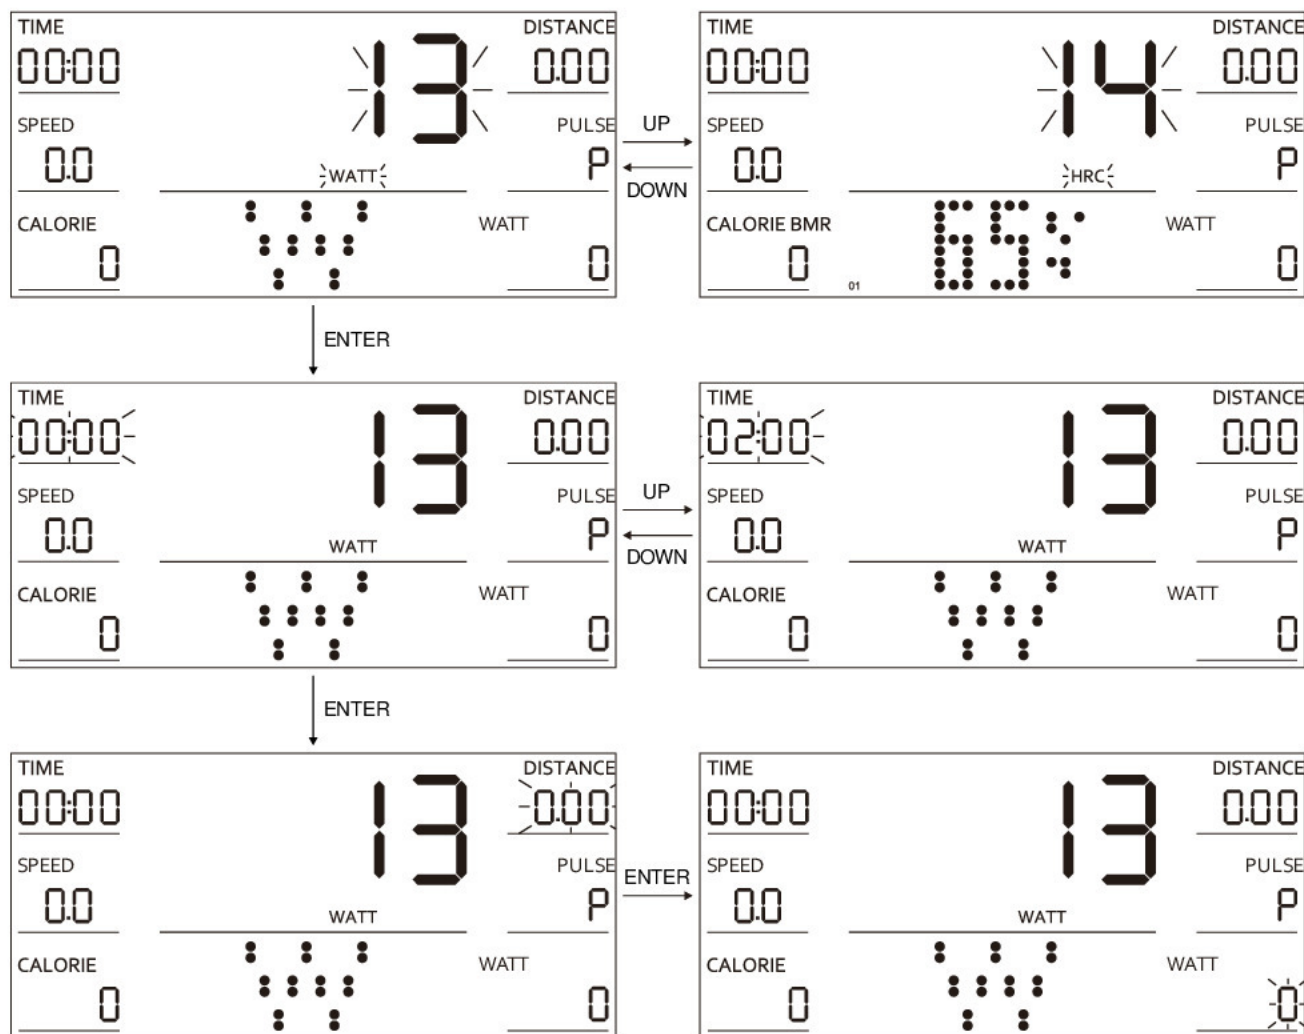 TIME
DISTANCE
00:00
13
0.00
SPEED
PULSE
0.0
P
WATT
CALORIE
W
WATT
0
0
UP
DOWN
TIME
DISTANCE
00:00
14
0.00
SPEED
PULSE
0.0
P
HRC
CALORIE BMR
65%
WATT
0
01
0
ENTER
TIME
DISTANCE
00:00
13
0.00
SPEED
PULSE
0.0
P
WATT
CALORIE
W
WATT
0
0
UP
DOWN
TIME
DISTANCE
02:00
13
0.00
SPEED
PULSE
0.0
P
WATT
CALORIE
W
WATT
0
0
ENTER
TIME
DISTANCE
00:00
13
0.00
SPEED
PULSE
0.0
P
WATT
CALORIE
W
WATT
0
0
ENTER
TIME
DISTANCE
00:00
13
0.00
SPEED
PULSE
0.0
P
WATT
CALORIE
W
WATT
0
0